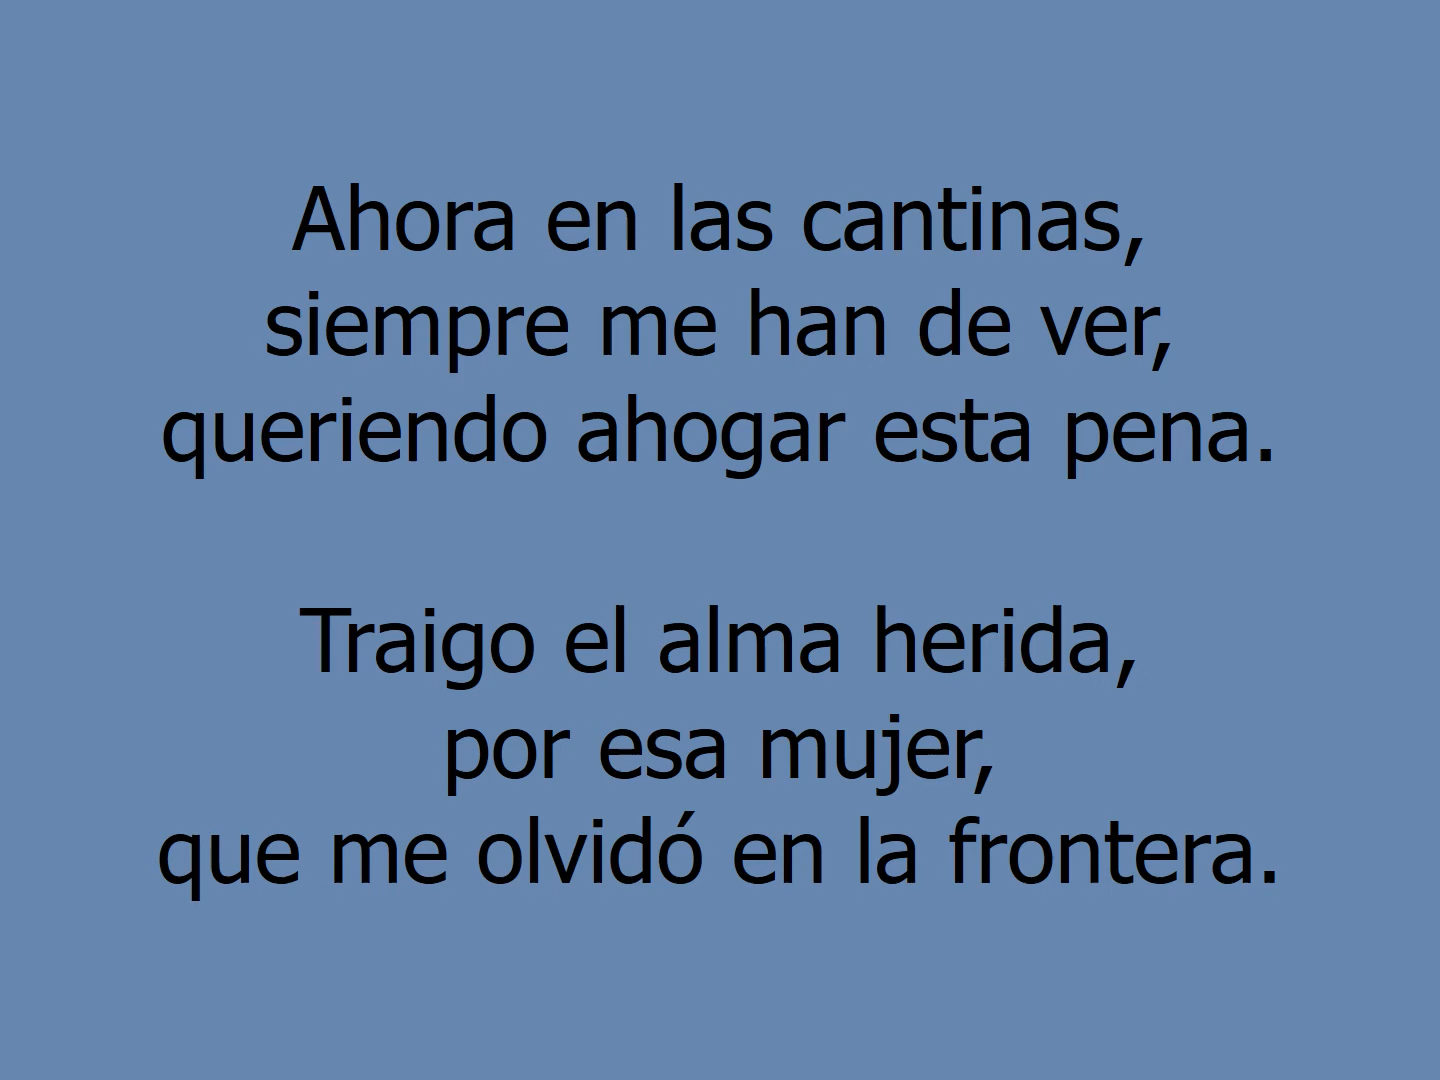 Ahora en las cantinas,
siempre me han de ver,
queriendo ahogar esta pena.
Traigo el alma herida,
por esa mujer,
que me olvidó en la frontera.